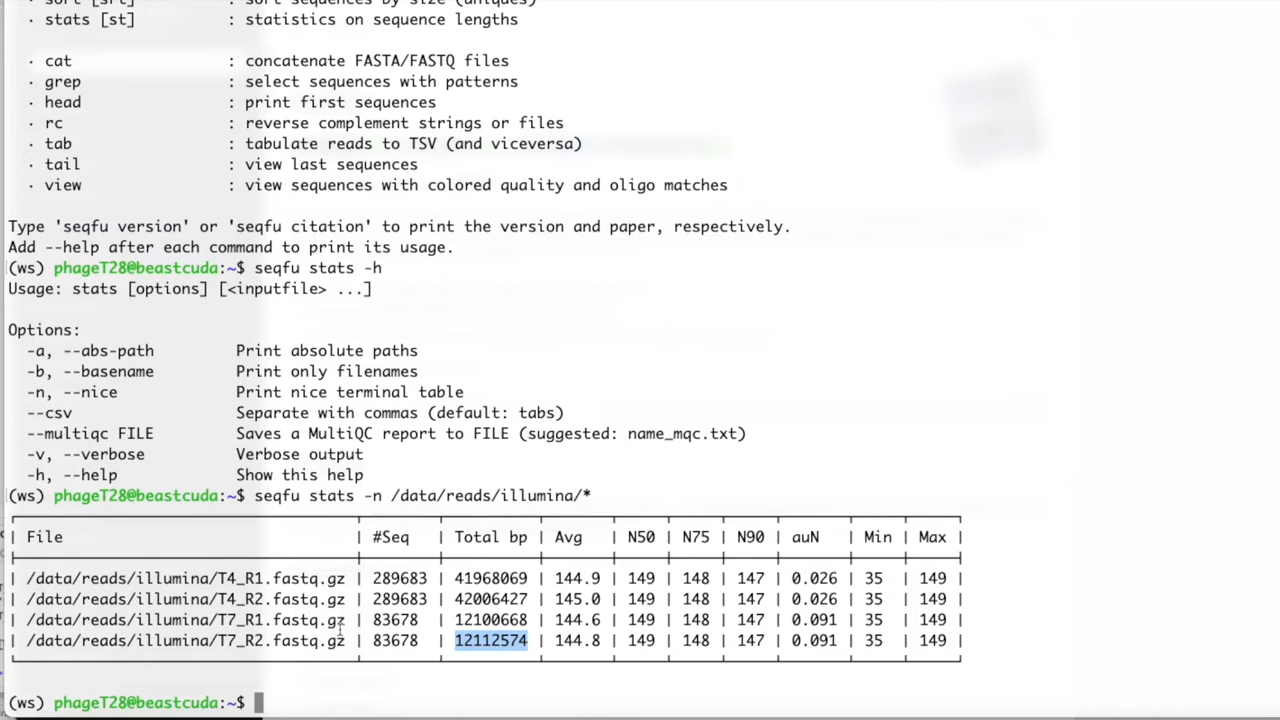 · sort [srt] : sort sequences by size (uniques)
· stats [st] : statistics on sequence lengths
· cat : concatenate FASTA/FASTQ files
· grep : select sequences with patterns
· head : print first sequences
· rc : reverse complement strings or files
· tab : tabulate reads to TSV (and viceversa)
· tail : view last sequences
· view : view sequences with colored quality and oligo matches
Type 'seqfu version' or 'seqfu citation' to print the version and paper, respectively.
Add --help after each command to print its usage.
(ws) phageT28@beastcuda:~$ seqfu stats -h
Usage: stats [options] [<inputfile> ...]
Options:
-a, --abs-path Print absolute paths
-b, --basename Print only filenames
-n, --nice Print nice terminal table
--csv Separate with commas (default: tabs)
--multiqc FILE Saves a MultiQC report to FILE (suggested: name_mqc.txt)
-v, --verbose Verbose output
-h, --help Show this help
(ws) phageT28@beastcuda:~$ seqfu stats -n /data/reads/illumina/*
| File | #Seq | Total bp | Avg | N50 | N75 | N90 | auN | Min | Max |
| /data/reads/illumina/T4_R1.fastq.gz | 289683 | 41968069 | 144.9 | 149 | 148 | 147 | 0.026 | 35 | 149 |
| /data/reads/illumina/T4_R2.fastq.gz | 289683 | 42006427 | 145.0 | 149 | 148 | 147 | 0.026 | 35 | 149 |
| /data/reads/illumina/T7_R1.fastq.gz | 83678 | 12100668 | 144.6 | 149 | 148 | 147 | 0.091 | 35 | 149 |
| /data/reads/illumina/T7_R2.fastq.gz | 83678 | 12112574 | 144.8 | 149 | 148 | 147 | 0.091 | 35 | 149 |
(ws) phageT28@beastcuda:~$